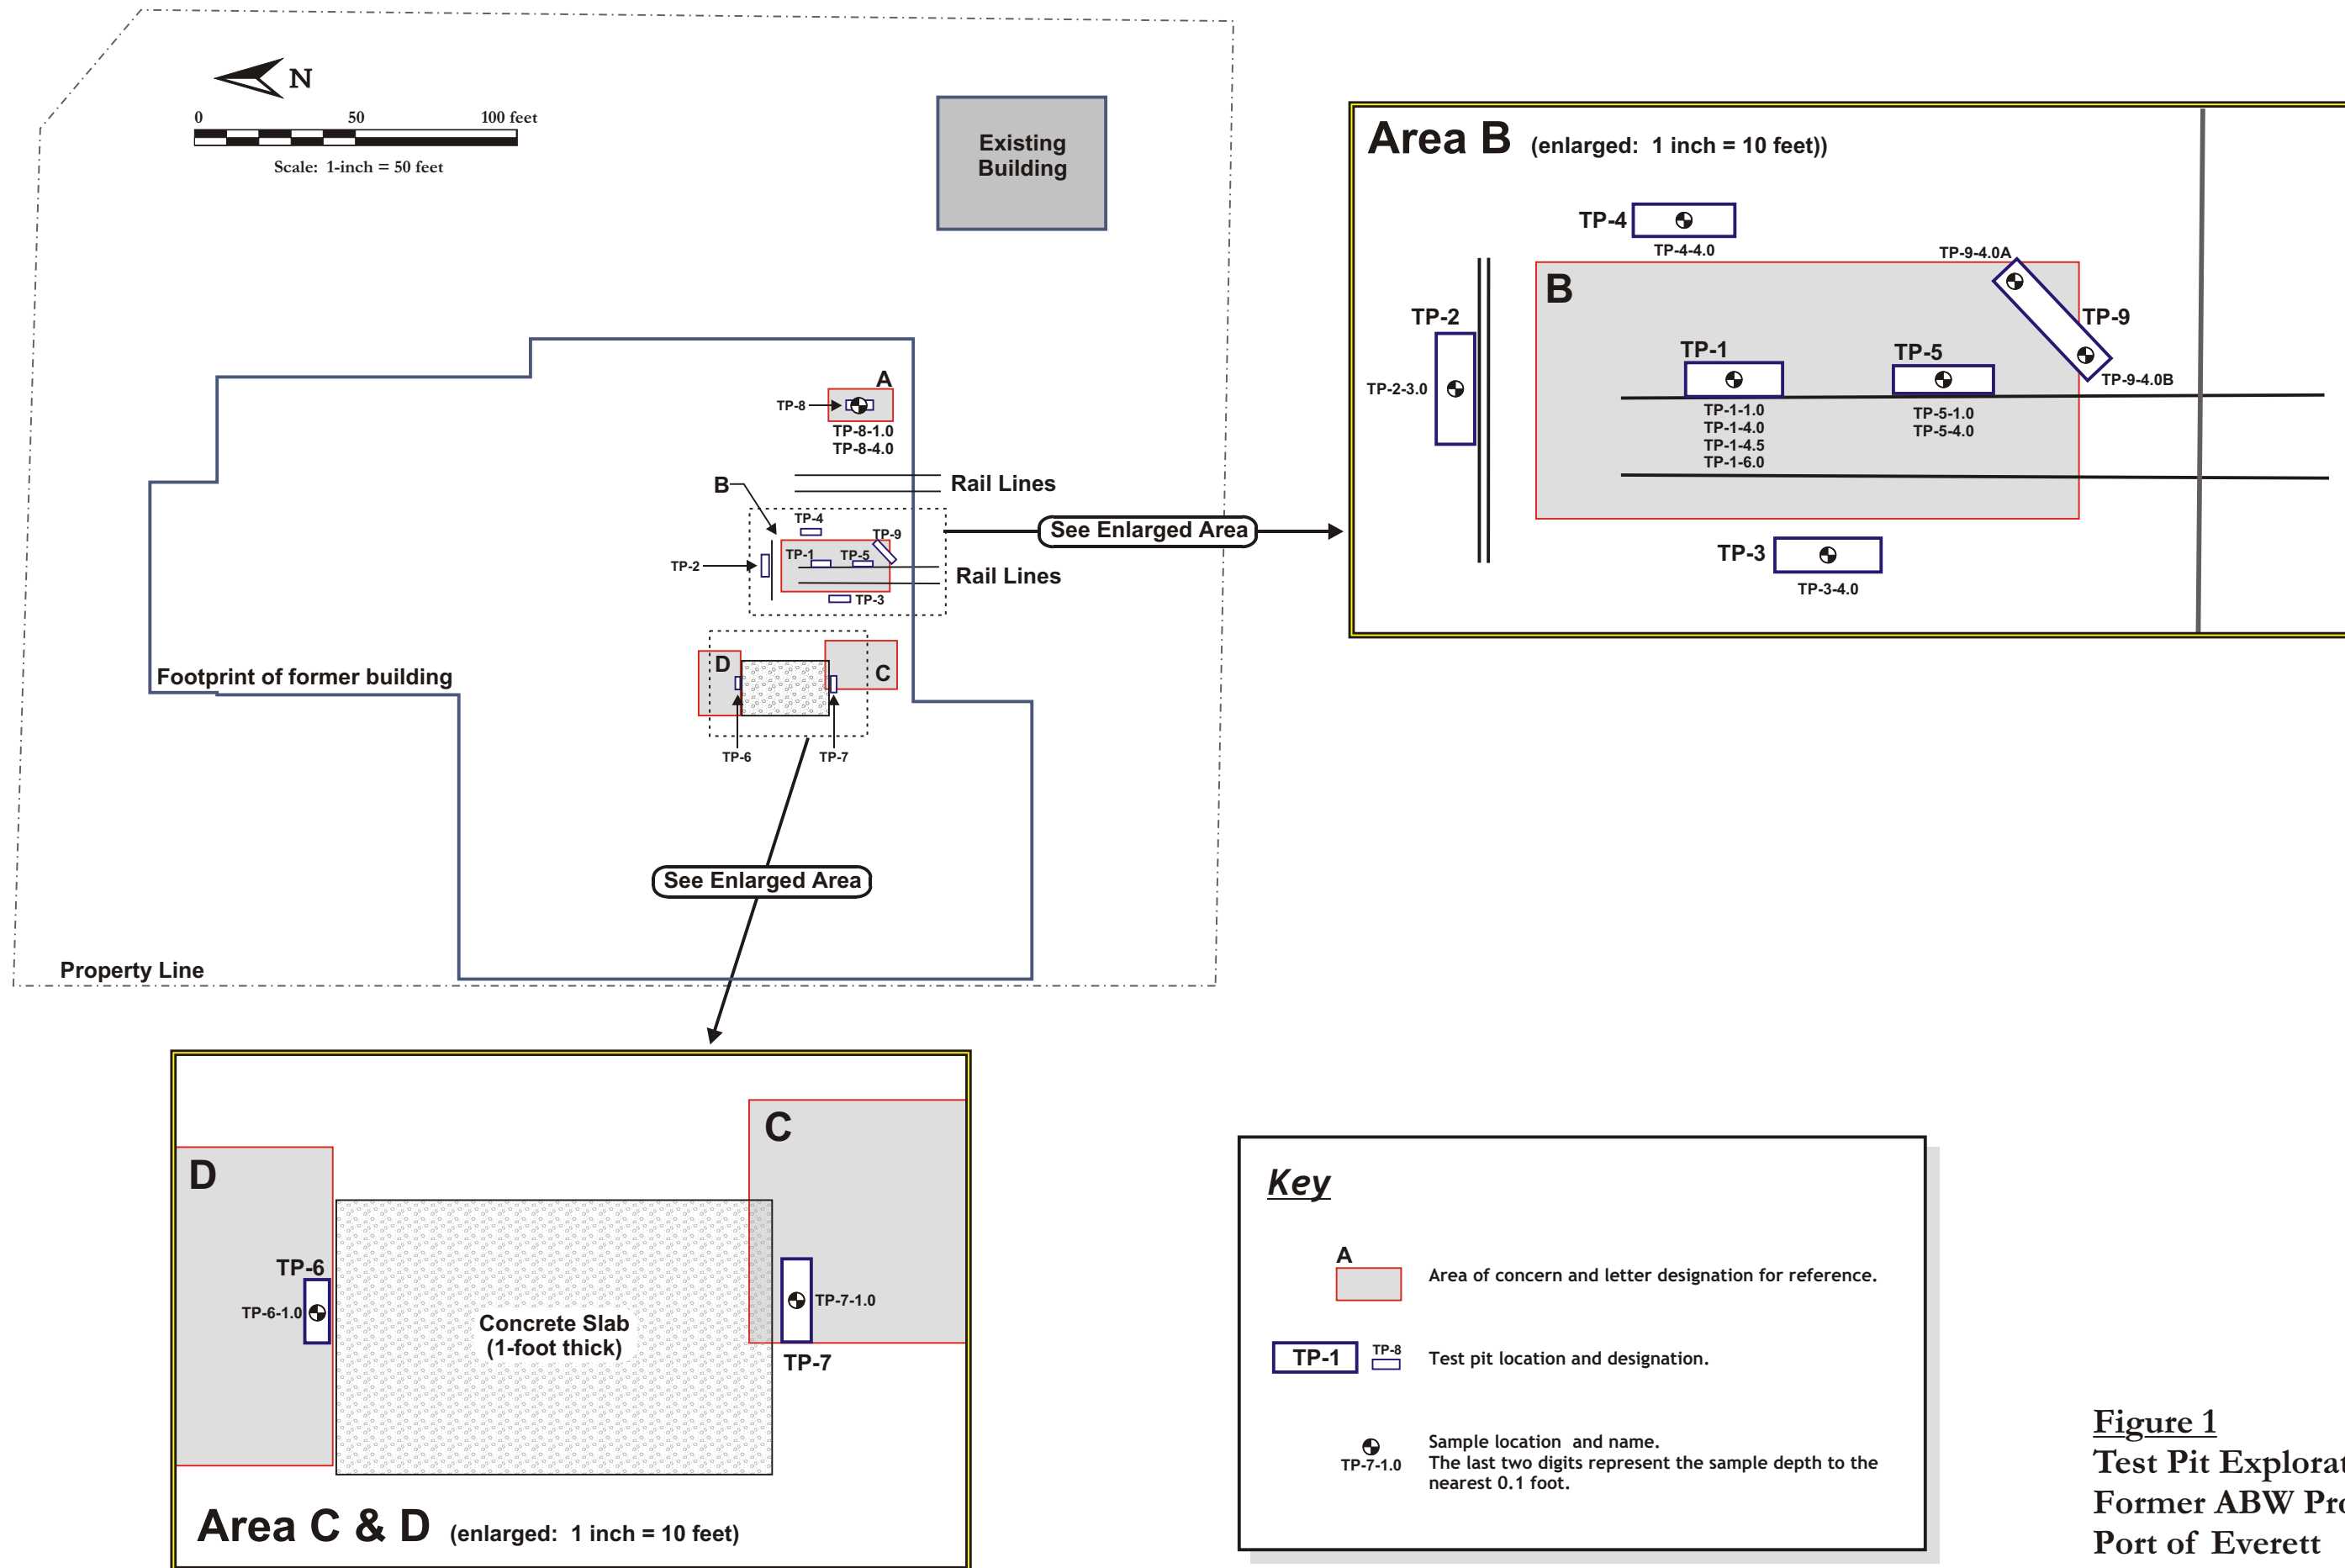 N
0 50 100 feet
Scale: 1-inch = 50 feet
Existing
Building
A
TP-8
TP-8-1.0
TP-8-4.0
B
Rail Lines
TP-4
TP-9
TP-1
TP-5
TP-2
TP-3
Rail Lines
See Enlarged Area
D
C
TP-6
TP-7
Footprint of former building
See Enlarged Area
Property Line
Area B (enlarged: 1 inch = 10 feet))
TP-4
TP-4-4.0
TP-9-4.0A
B
TP-2
TP-9
TP-1
TP-5
TP-2-3.0
TP-9-4.0B
TP-1-1.0
TP-1-4.0
TP-1-4.5
TP-1-6.0
TP-5-1.0
TP-5-4.0
TP-3
TP-3-4.0
C
D
TP-6
TP-6-1.0
TP-7-1.0
Concrete Slab
(1-foot thick)
TP-7
Area C & D (enlarged: 1 inch = 10 feet)
Key
A
Area of concern and letter designation for reference.
TP-1
TP-8
Test pit location and designation.
Sample location and name.
TP-7-1.0
The last two digits represent the sample depth to the
nearest 0.1 foot.
Figure 1
Test Pit
Former ABW
Port of Everett